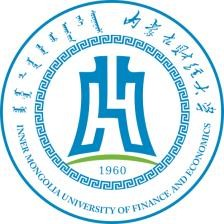 内蒙古财经大学
1960
INNER MONGOLIA UNIVERSITY OF FINANCE AND ECONOMICS